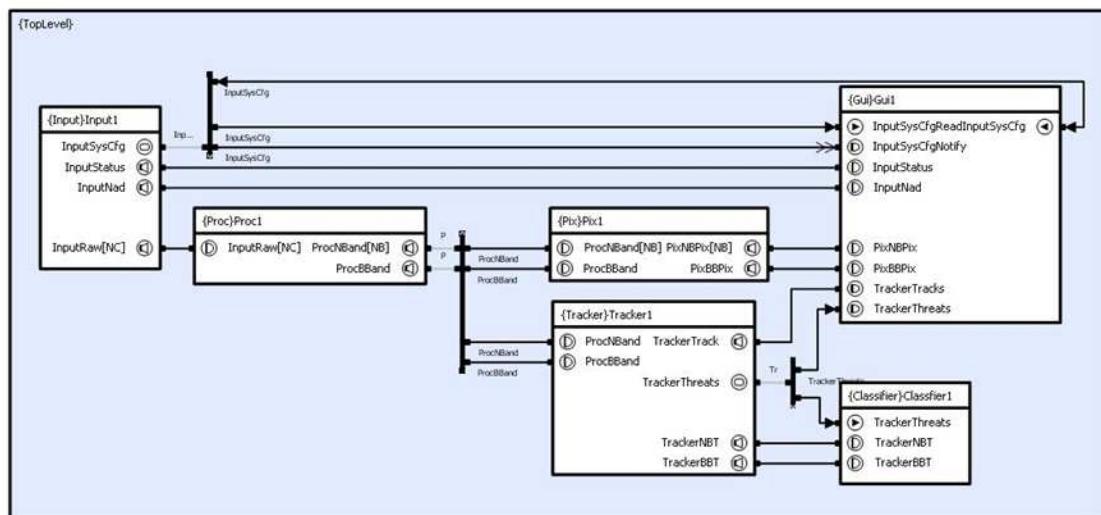 {TopLevel}
InputSysCfg
{Input}Input1
Inp...
InputSysCfg
InputStatus
InputNad
InputRaw[NC]
InputSysCfg
InputSysCfg
{Gui}Gui1
InputSysCfgReadInputSysCfg
InputSysCfgNotify
InputStatus
InputNad
PixNBPix
PixBBPix
TrackerTracks
TrackerThreats
{Proc}Proc1
InputRaw[NC] ProcNBand[NB]
ProcBBand
P
P
ProcNBand
ProcBBand
{Pix}Pix1
ProcNBand[NB] PixNBPix[NB]
ProcBBand PixBBPix
ProcNBand
ProcBBand
{Tracker}Tracker1
ProcNBand TrackerTrack
ProcBBand
TrackerThreats
TrackerNBT
TrackerBBT
Tr
TrackerThreats
{Classifier}Classfier1
TrackerThreats
TrackerNBT
TrackerBBT